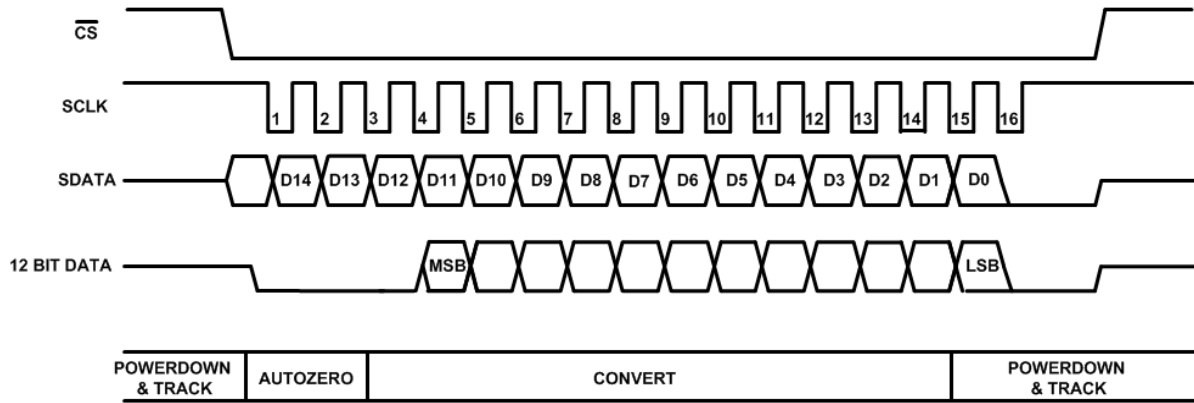 CS
SCLK
1 2 3 4 5 6 7 8 9 10 11 12 13 14 15 16
SDATA
D14 D13 D12 D11 D10 D9 D8 D7 D6 D5 D4 D3 D2 D1 D0
12 BIT DATA
MSB LSB
POWERDOWN
& TRACK
AUTOZERO
CONVERT
POWERDOWN
& TRACK